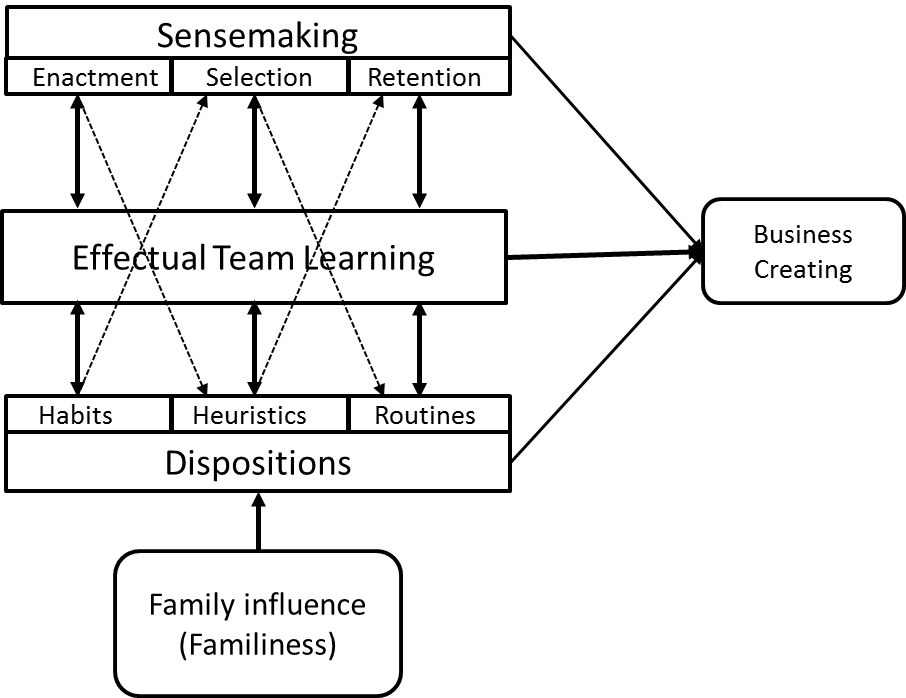 Sensemaking
Enactment Selection Retention
Effectual Team Learning
Business
Creating
Habits Heuristics Routines
Dispositions
Family influence
(Familiness)